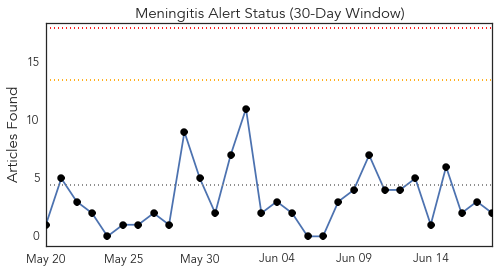 Meningitis Alert Status (30-Day Window)
Articles Found
15
10
5
0
May 20 May 25 May 30 Jun 04 Jun 09 Jun 14